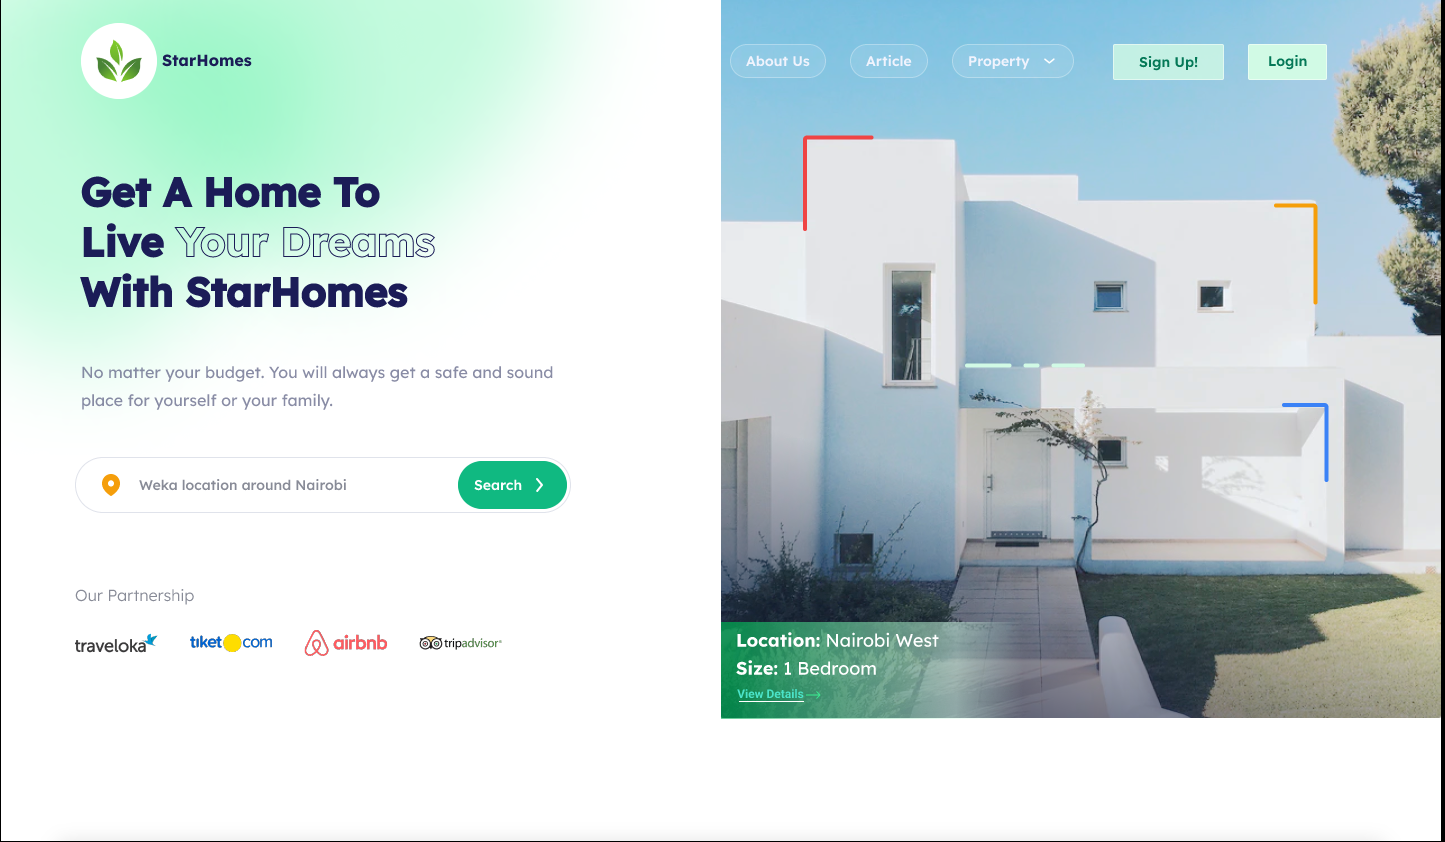 StarHomes
About Us
Article
Property
Sign Up!
Login
Get A Home To
Live Your Dreams
With StarHomes
No matter your budget. You will always get a safe and sound
place for yourself or your family.
Weka location around Nairobi
Search
Our Partnership
traveloka
tiket com
airbnb
tripadvisor®
Location: Nairobi West
Size: 1 Bedroom
View Details